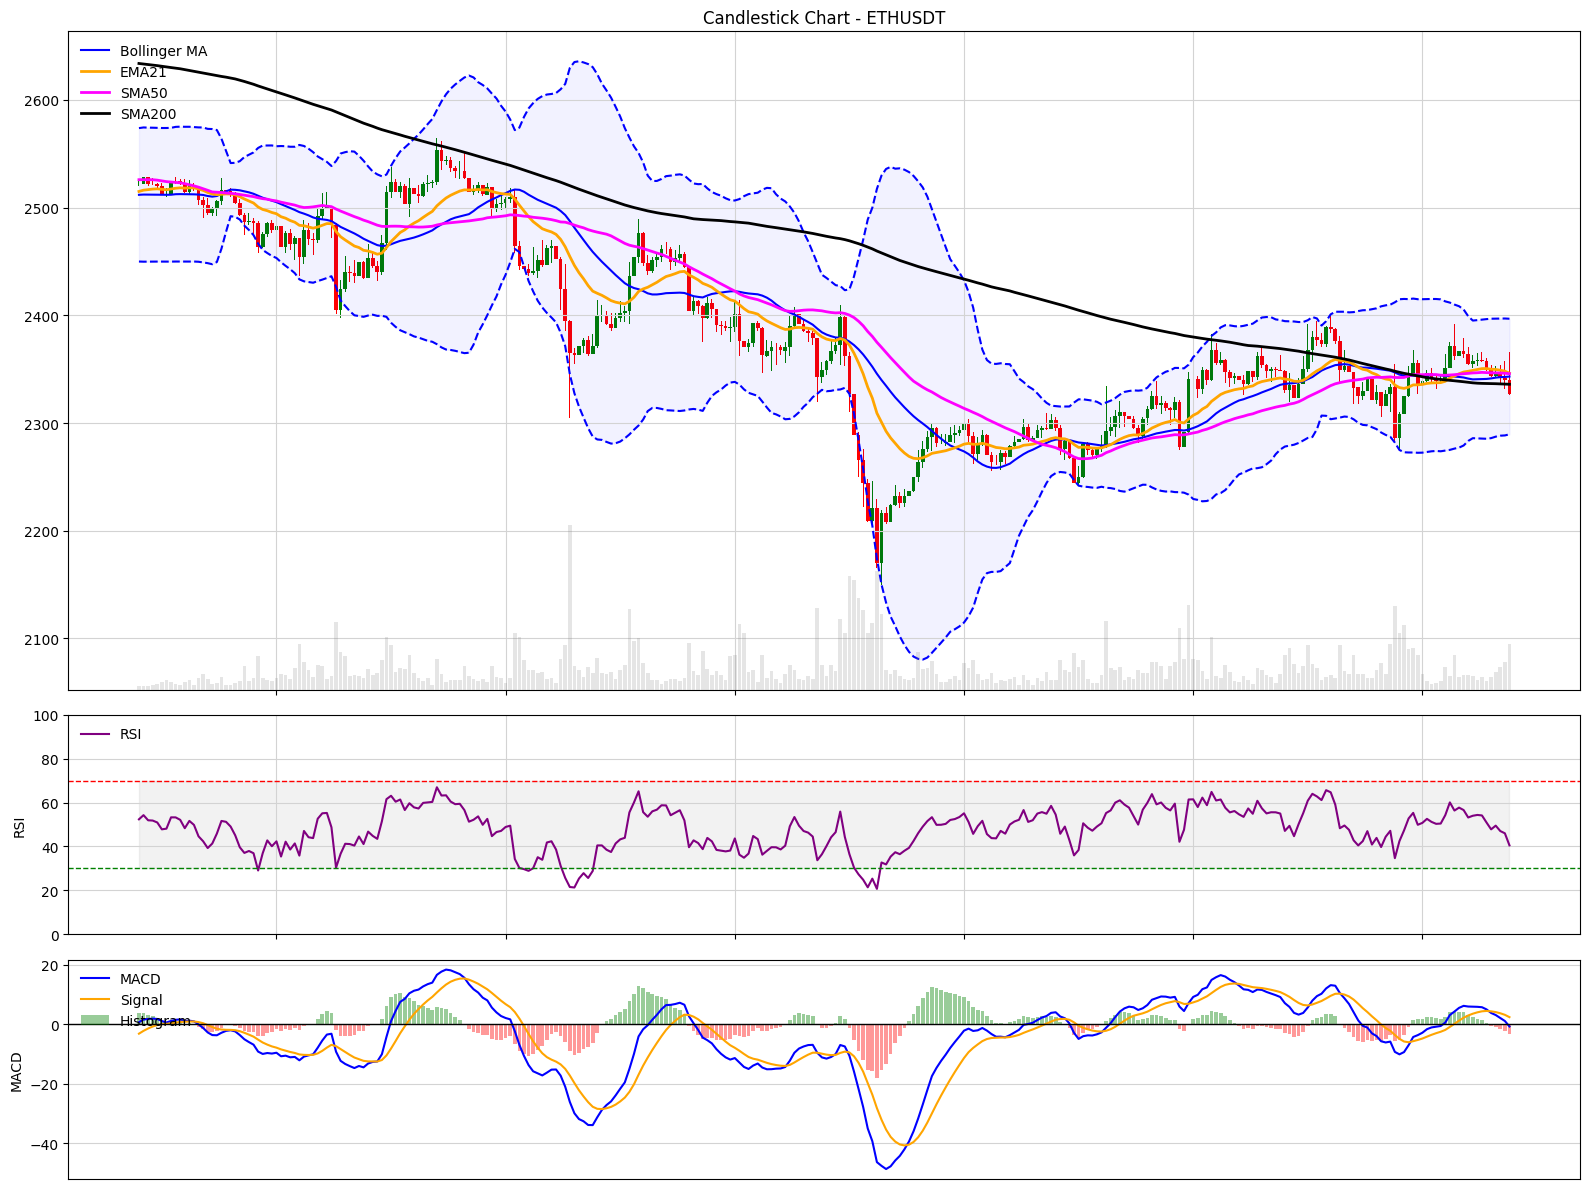 Candlestick Chart - ETHUSDT
Bollinger MA
EMA21
SMA50
SMA200
2600
2500
2400
2300
2200
2100
RSI
100
80
60
40
20
0
RSI
MACD
Signal
Histogram
20
0
−20
−40
MACD